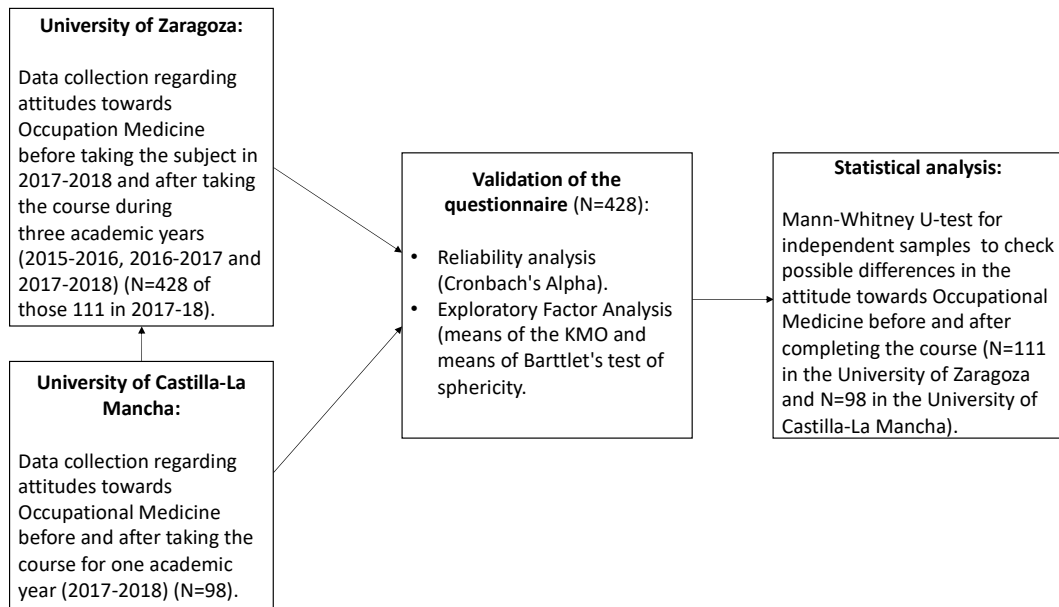 University of Zaragoza:
Data collection regarding
attitudes towards
Occupation Medicine
before taking the subject in
2017-2018 and after taking
the course during
three academic years
(2015-2016, 2016-2017 and
2017-2018) (N=428 of
those 111 in 2017-18).
University of Castilla-La
Mancha:
Data collection regarding
attitudes towards
Occupational Medicine
before and after taking the
course for one academic
year (2017-2018) (N=98).
Validation of the
questionnaire (N=428):
• Reliability analysis
(Cronbach's Alpha).
• Exploratory Factor Analysis
(means of the KMO and
means of Barttlet's test of
sphericity.
Statistical analysis:
Mann-Whitney U-test for
independent samples to check
possible differences in the
attitude towards Occupational
Medicine before and after
completing the course (N=111
in the University of Zaragoza
and N=98 in the University of
Castilla-La Mancha).